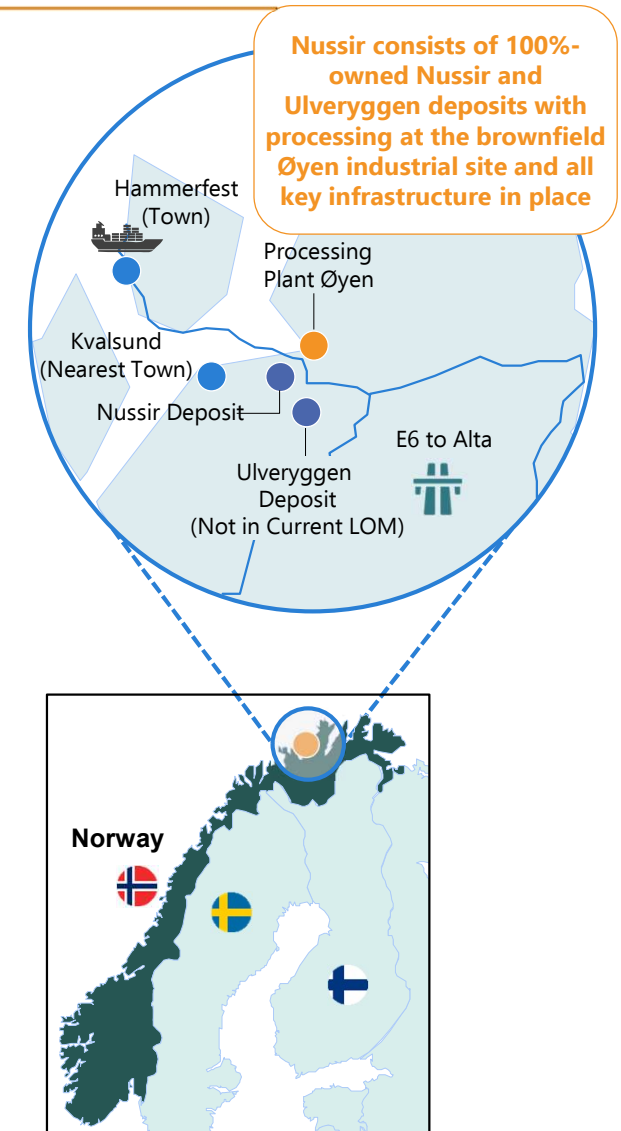 Nussir consists of 100%-
owned Nussir and
Ulveryggen deposits with
processing at the brownfield
Øyen industrial site and all
key infrastructure in place
Hammerfest
(Town)
Processing
Plant Øyen
Kvalsund
(Nearest Town)
Nussir Deposit
E6 to Alta
Ulveryggen
Deposit
(Not in Current LOM)
Norway